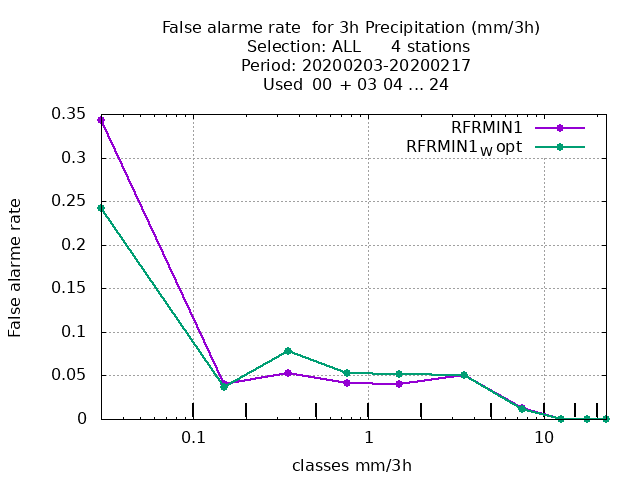 False alarme rate  for 3h Precipitation (mm/3h)
Selection: ALL      4 stations
Period: 20200203-20200217
Used  00 + 03 04 ... 24
RFRMIN1
RFRMIN1W opt
0.35
0.3
0.25
0.2
0.15
0.1
0.05
0
False alarme rate
0.1 1 10
classes mm/3h